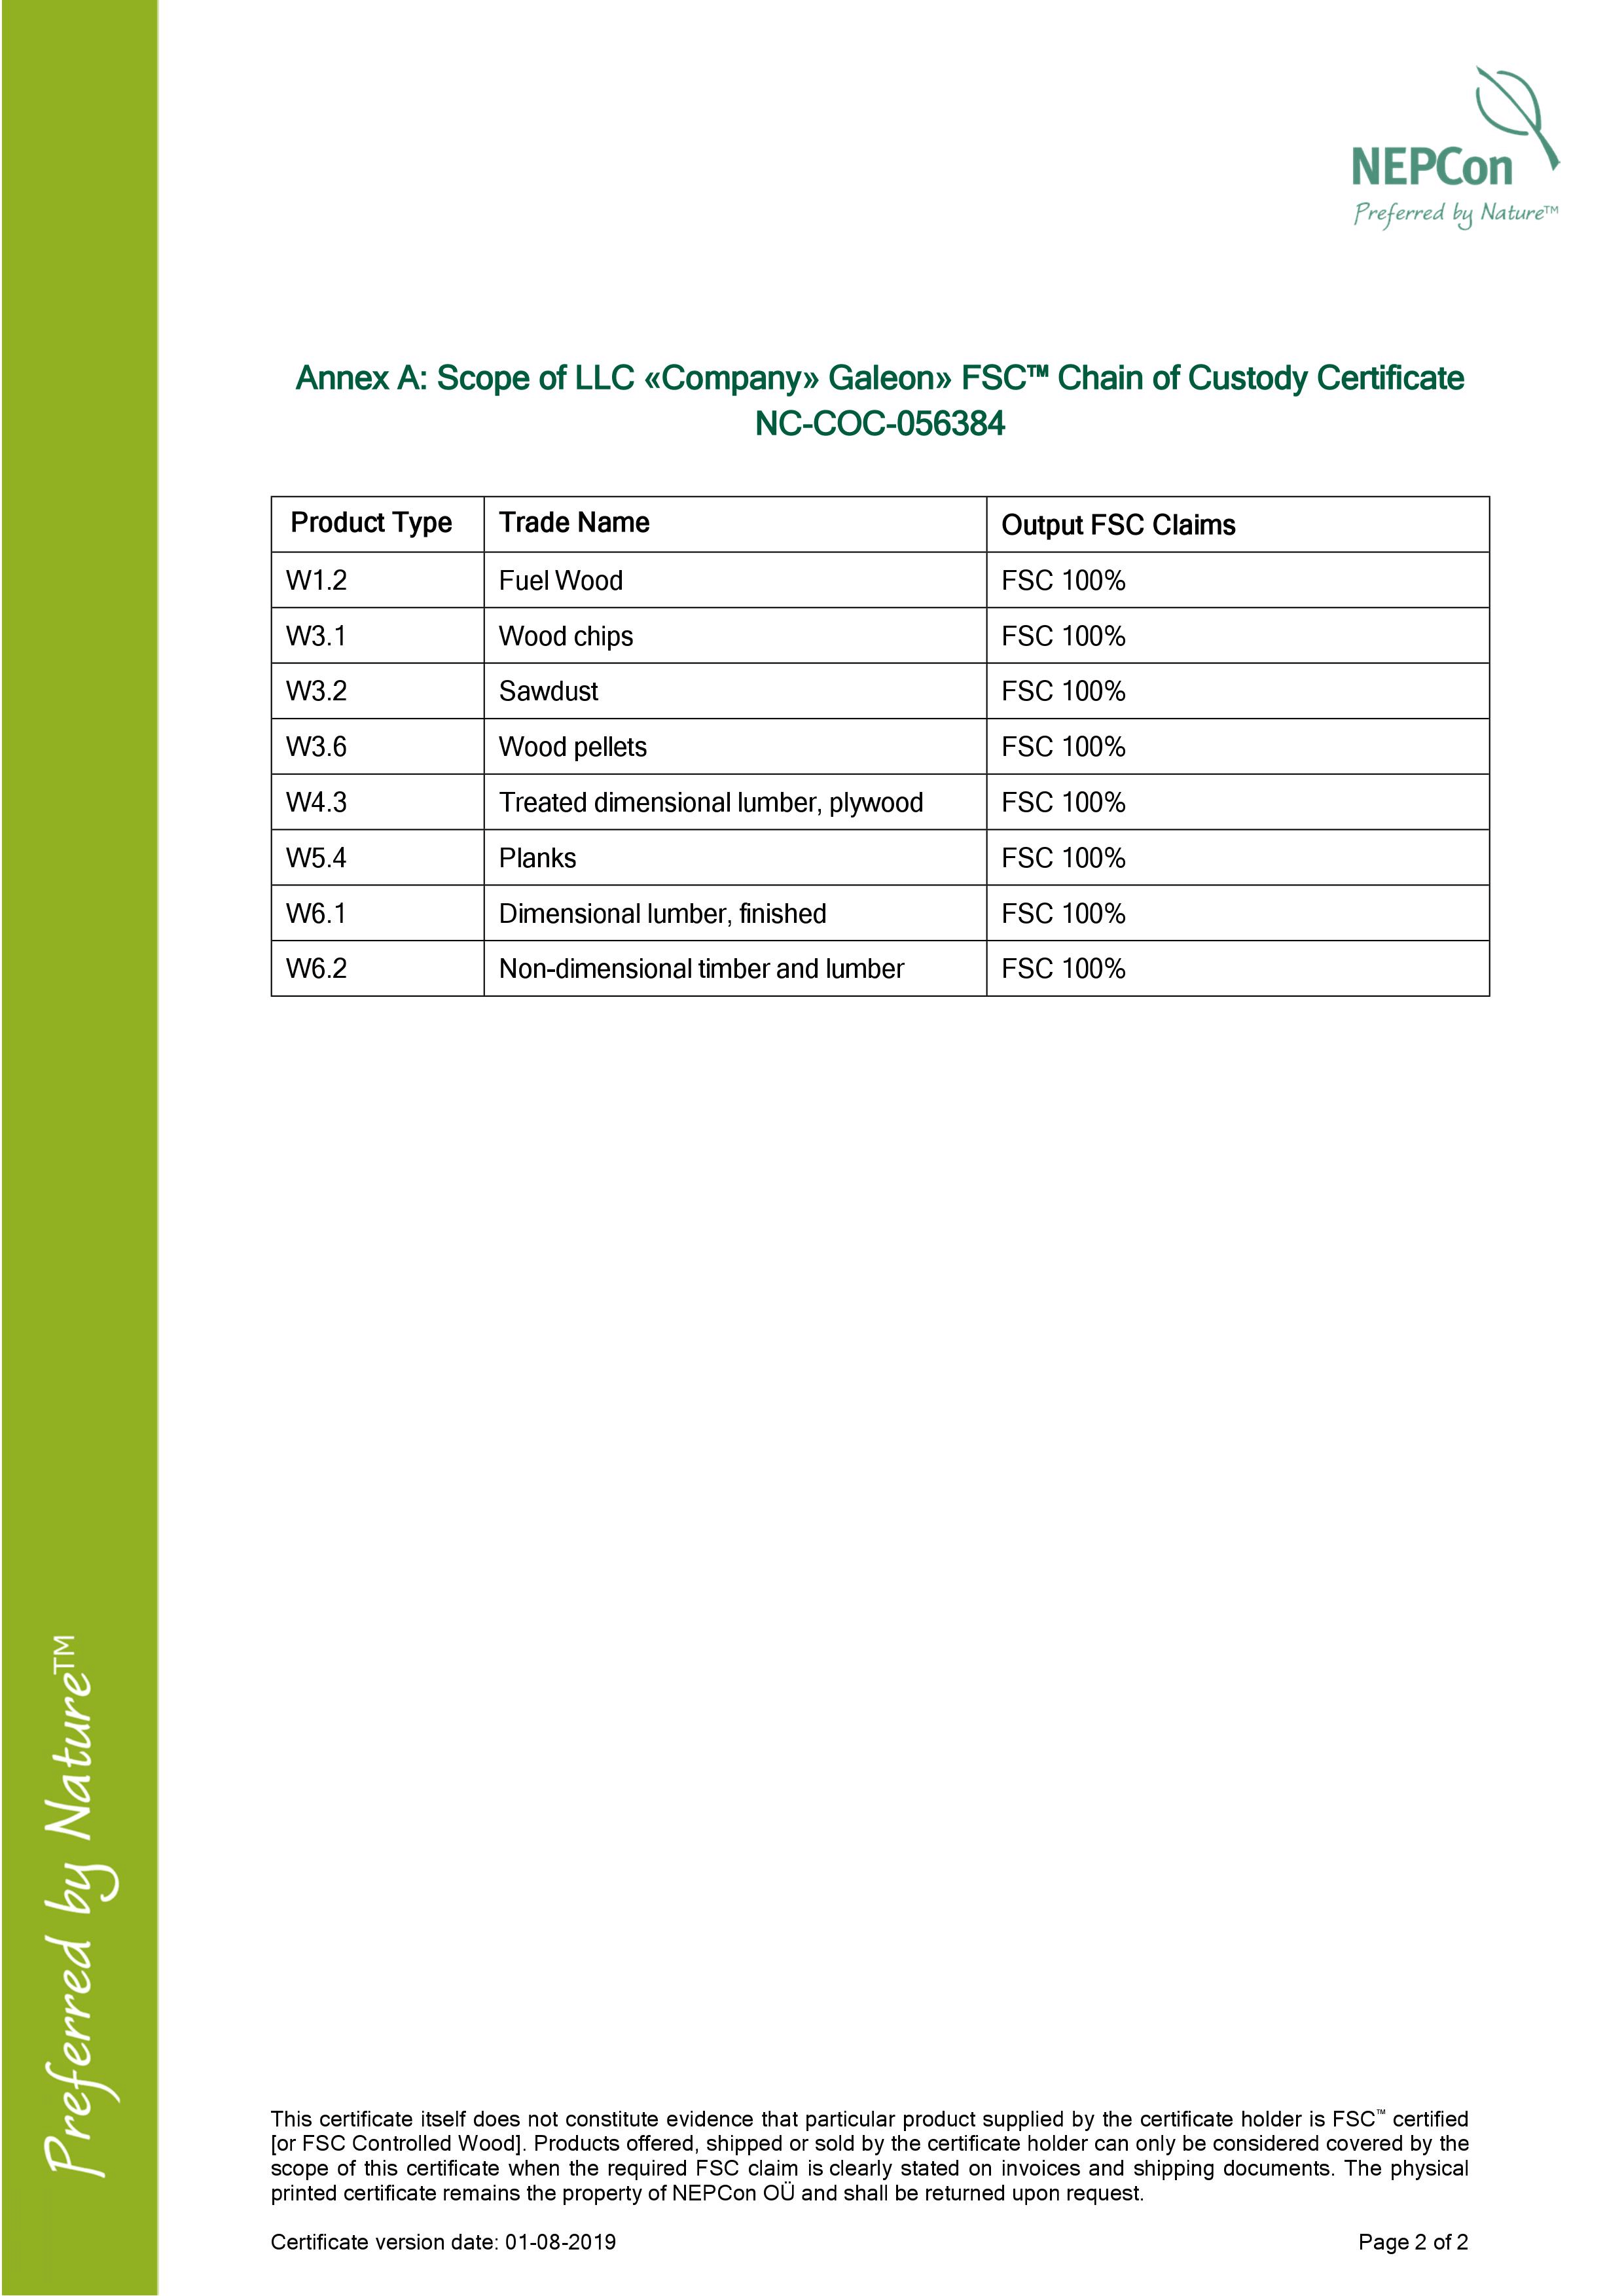 NEPCon
Preferred by Nature™
Annex A: Scope of LLC «Company» Galeon» FSC™ Chain of Custody Certificate
NC-COC-056384
Product Type Trade Name Output FSC Claims
W1.2 Fuel Wood FSC 100%
W3.1 Wood chips FSC 100%
W3.2 Sawdust FSC 100%
W3.6 Wood pellets FSC 100%
W4.3 Treated dimensional lumber, plywood FSC 100%
W5.4 Planks FSC 100%
W6.1 Dimensional lumber, finished FSC 100%
W6.2 Non-dimensional timber and lumber FSC 100%
Preferred by Nature™
This certificate itself does not constitute evidence that particular product supplied by the certificate holder is FSC™ certified
[or FSC Controlled Wood]. Products offered, shipped or sold by the certificate holder can only be considered covered by the
scope of this certificate when the required FSC claim is clearly stated on invoices and shipping documents. The physical
printed certificate remains the property of NEPCon OÜ and shall be returned upon request.
Certificate version date: 01-08-2019 Page 2 of 2